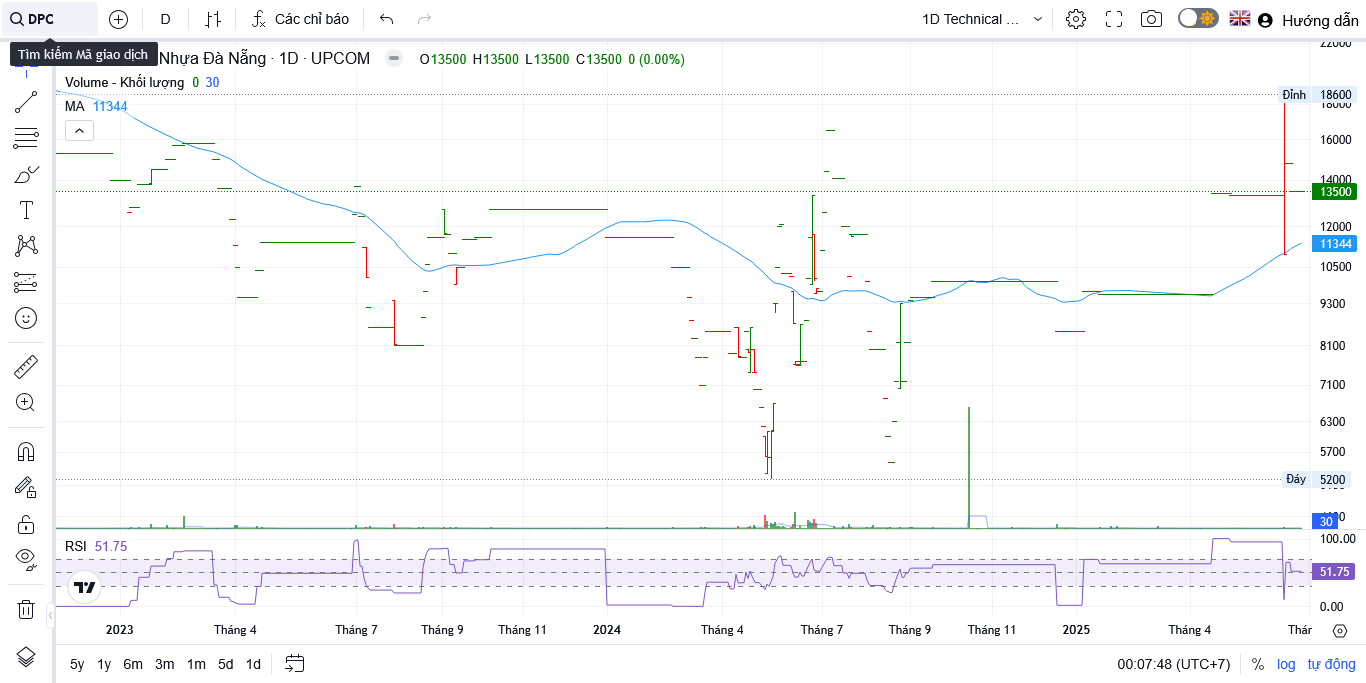 DPC D Các chỉ báo 1D Technical ... Hướng dẫn
Tìm kiếm Mã giao dịch
Nhựa Đà Nẵng · 1D · UPCOM O13500 H13500 L13500 C13500 0 (0.00%)
Volume - Khối lượng 0 30
MA 11344
22000
Đỉnh 18600
18000
16000
14000
13500
12000
11344
10500
9300
8100
7100
6300
5700
Đáy 5200
30
RSI 51.75
100.00
51.75
0.00
2023 Tháng 4 Tháng 7 Tháng 9 Tháng 11 2024 Tháng 4 Tháng 7 Tháng 9 Tháng 11 2025 Tháng 4 Thár
5y 1y 6m 3m 1m 5d 1d 00:07:48 (UTC+7) % log tự động